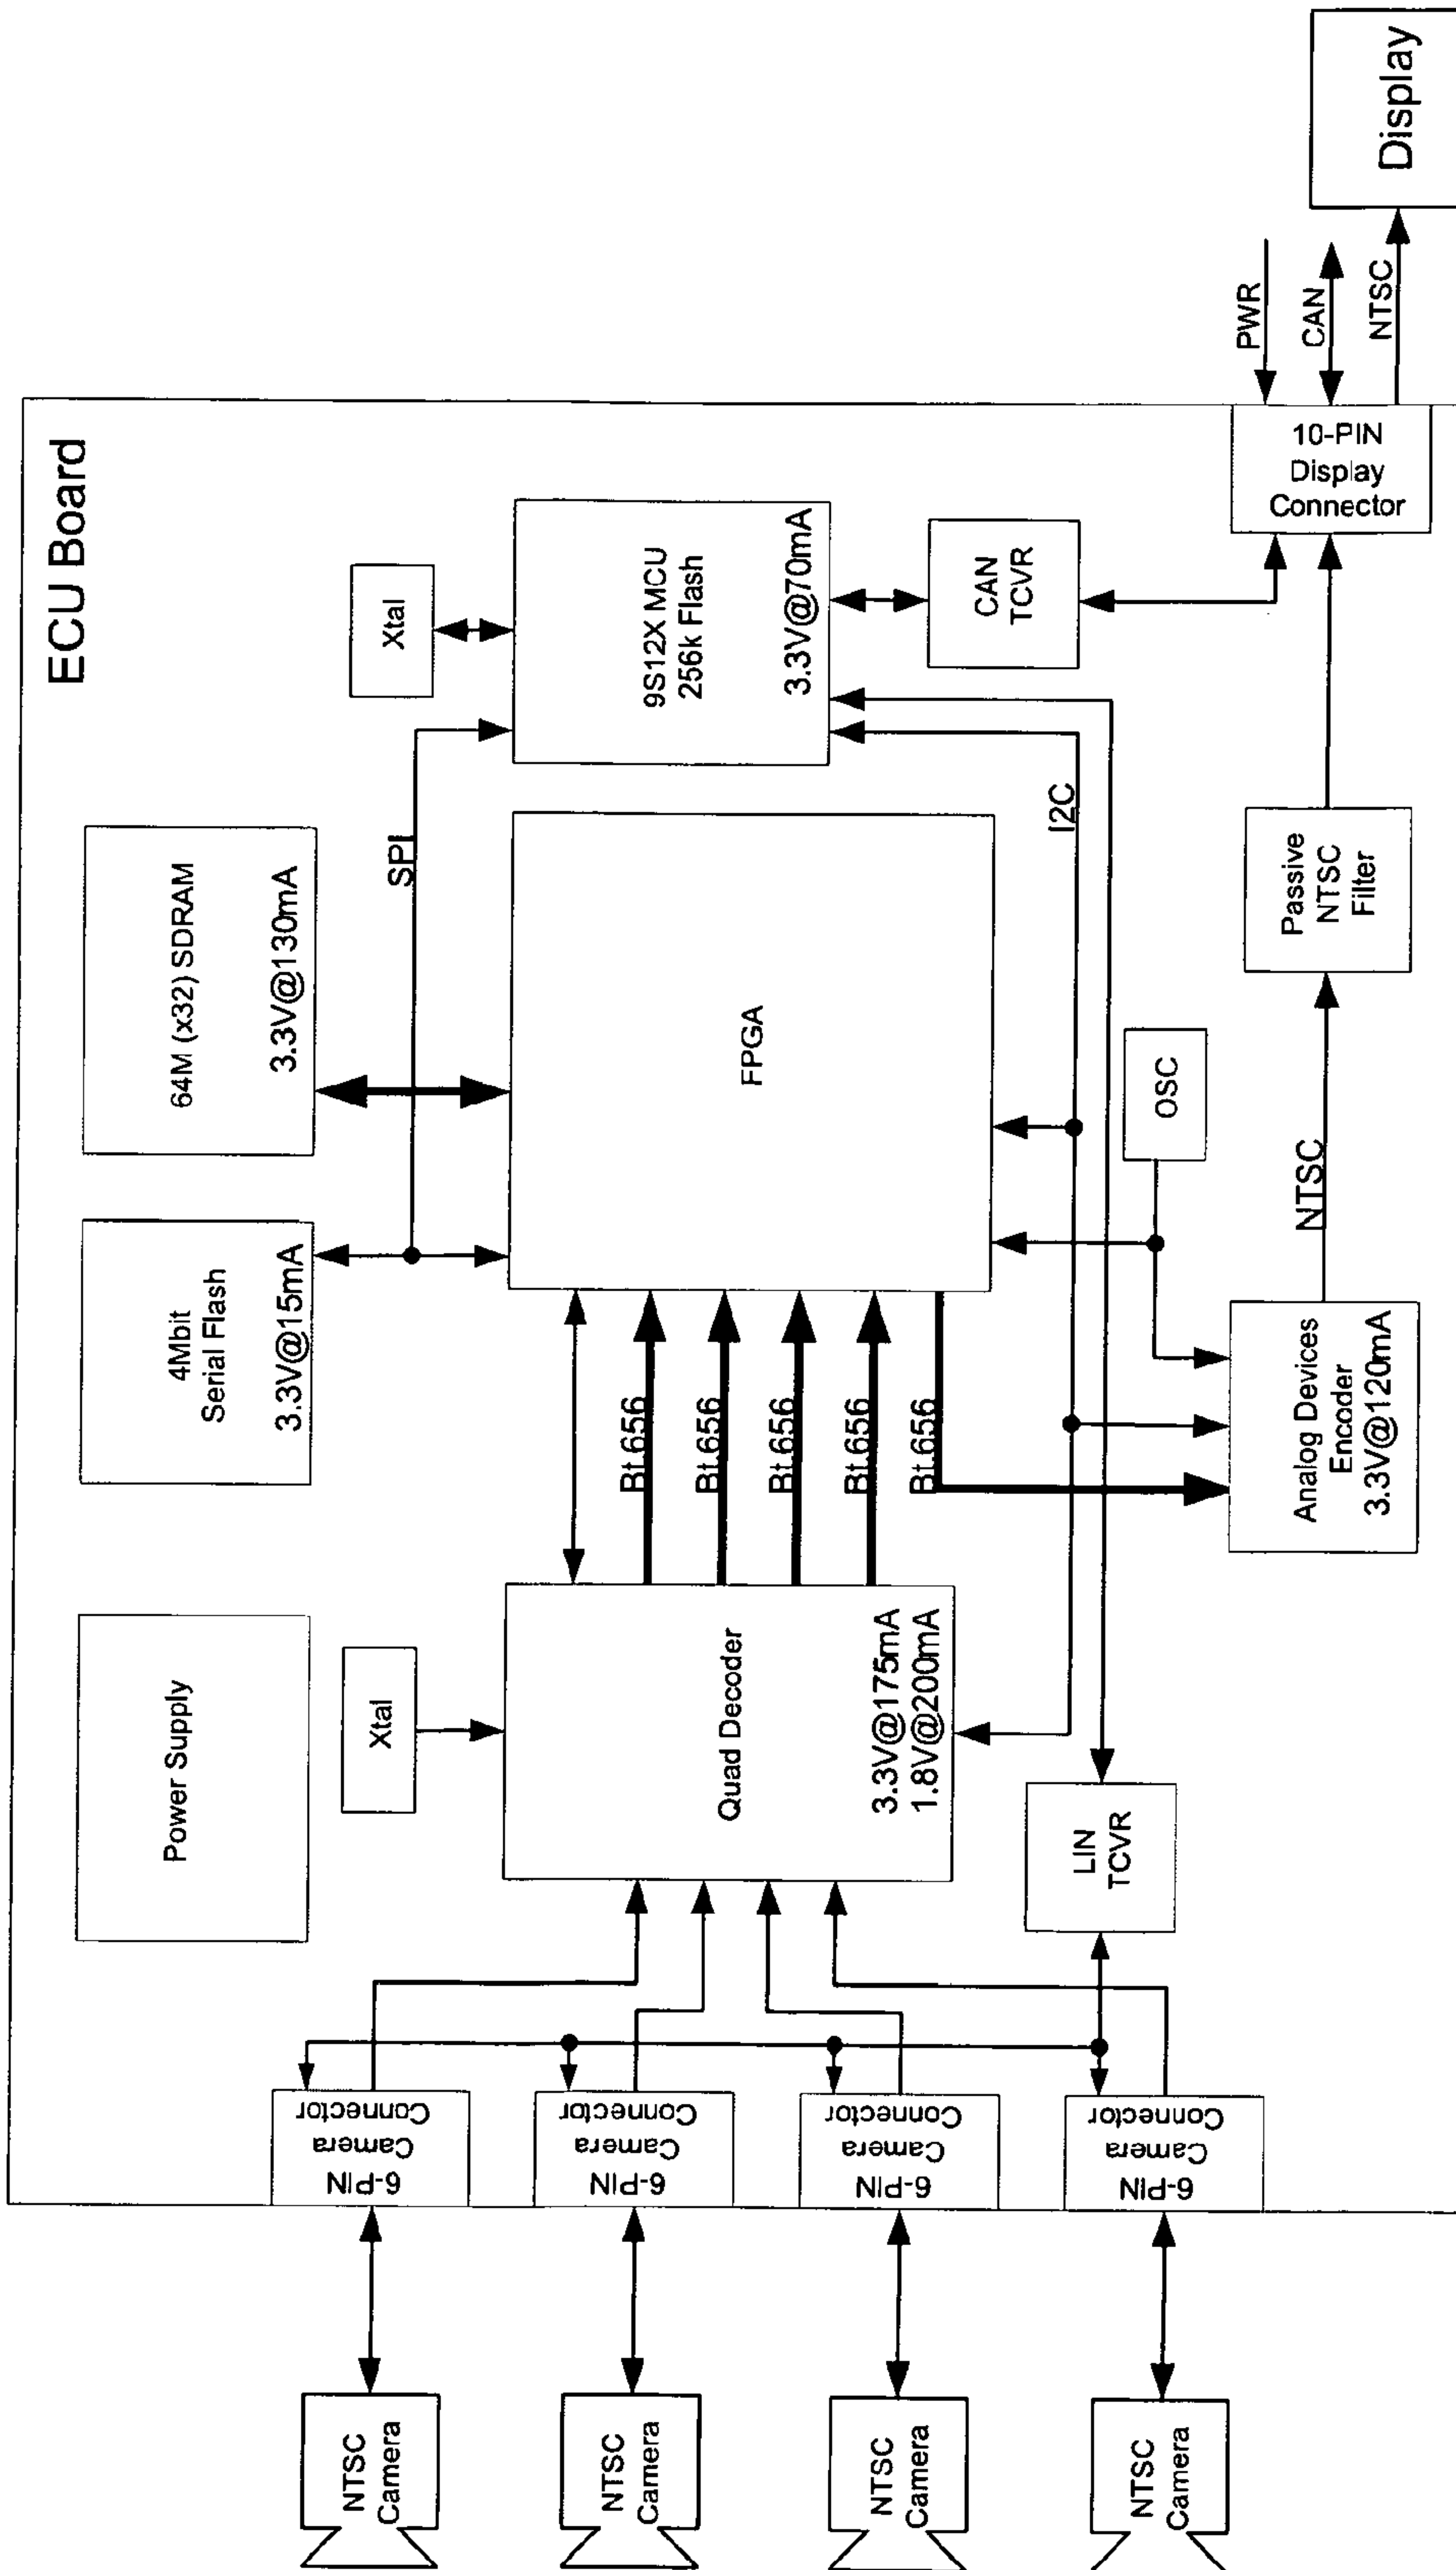 ECU Board
Power Supply
4Mbit
Serial Flash
3.3V@15mA
64M (x32) SDRAM
3.3V@130mA
Xtal
SPI
Xtal
6-PIN
Camera
Connector
6-PIN
Camera
Connector
6-PIN
Camera
Connector
6-PIN
Camera
Connector
NTSC
Camera
NTSC
Camera
NTSC
Camera
NTSC
Camera
Quad Decoder
3.3V@175mA
1.8V@200mA
Bt.656
Bt.656
Bt.656
Bt.656
Bt.656
FPGA
9S12X MCU
256k Flash
3.3V@70mA
I2C
LIN
TCVR
CAN
TCVR
OSC
Analog Devices
Encoder
3.3V@120mA
NTSC
Passive
NTSC
Filter
10-PIN
Display
Connector
PWR
CAN
NTSC
Display